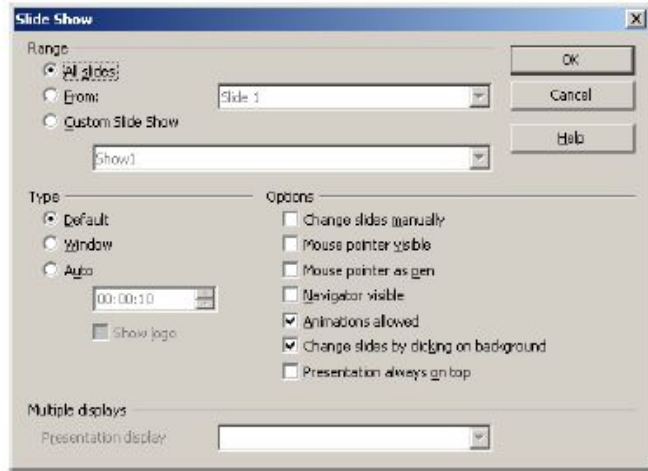 Slide Show
Range
All slides
From:
Slide 1
Custom Slide Show
Show1
OK
Cancel
Help
Type
Default
Window
Auto
00:00:10
Show logo
Options
Change slides manually
Mouse pointer visible
Mouse pointer as pen
Navigator visible
Animations allowed
Change slides by clicking on background
Presentation always on top
Multiple displays
Presentation display